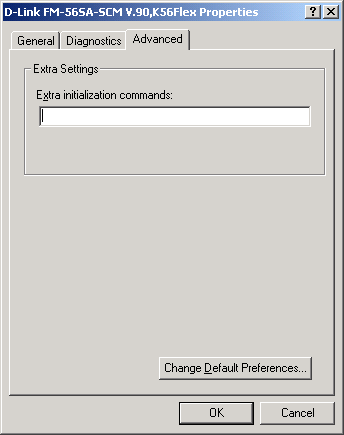 D-Link FM-56SA-SCM V.90,K56Flex Properties
General Diagnostics Advanced
Extra Settings
Extra initialization commands:
Change Default Preferences...
OK Cancel